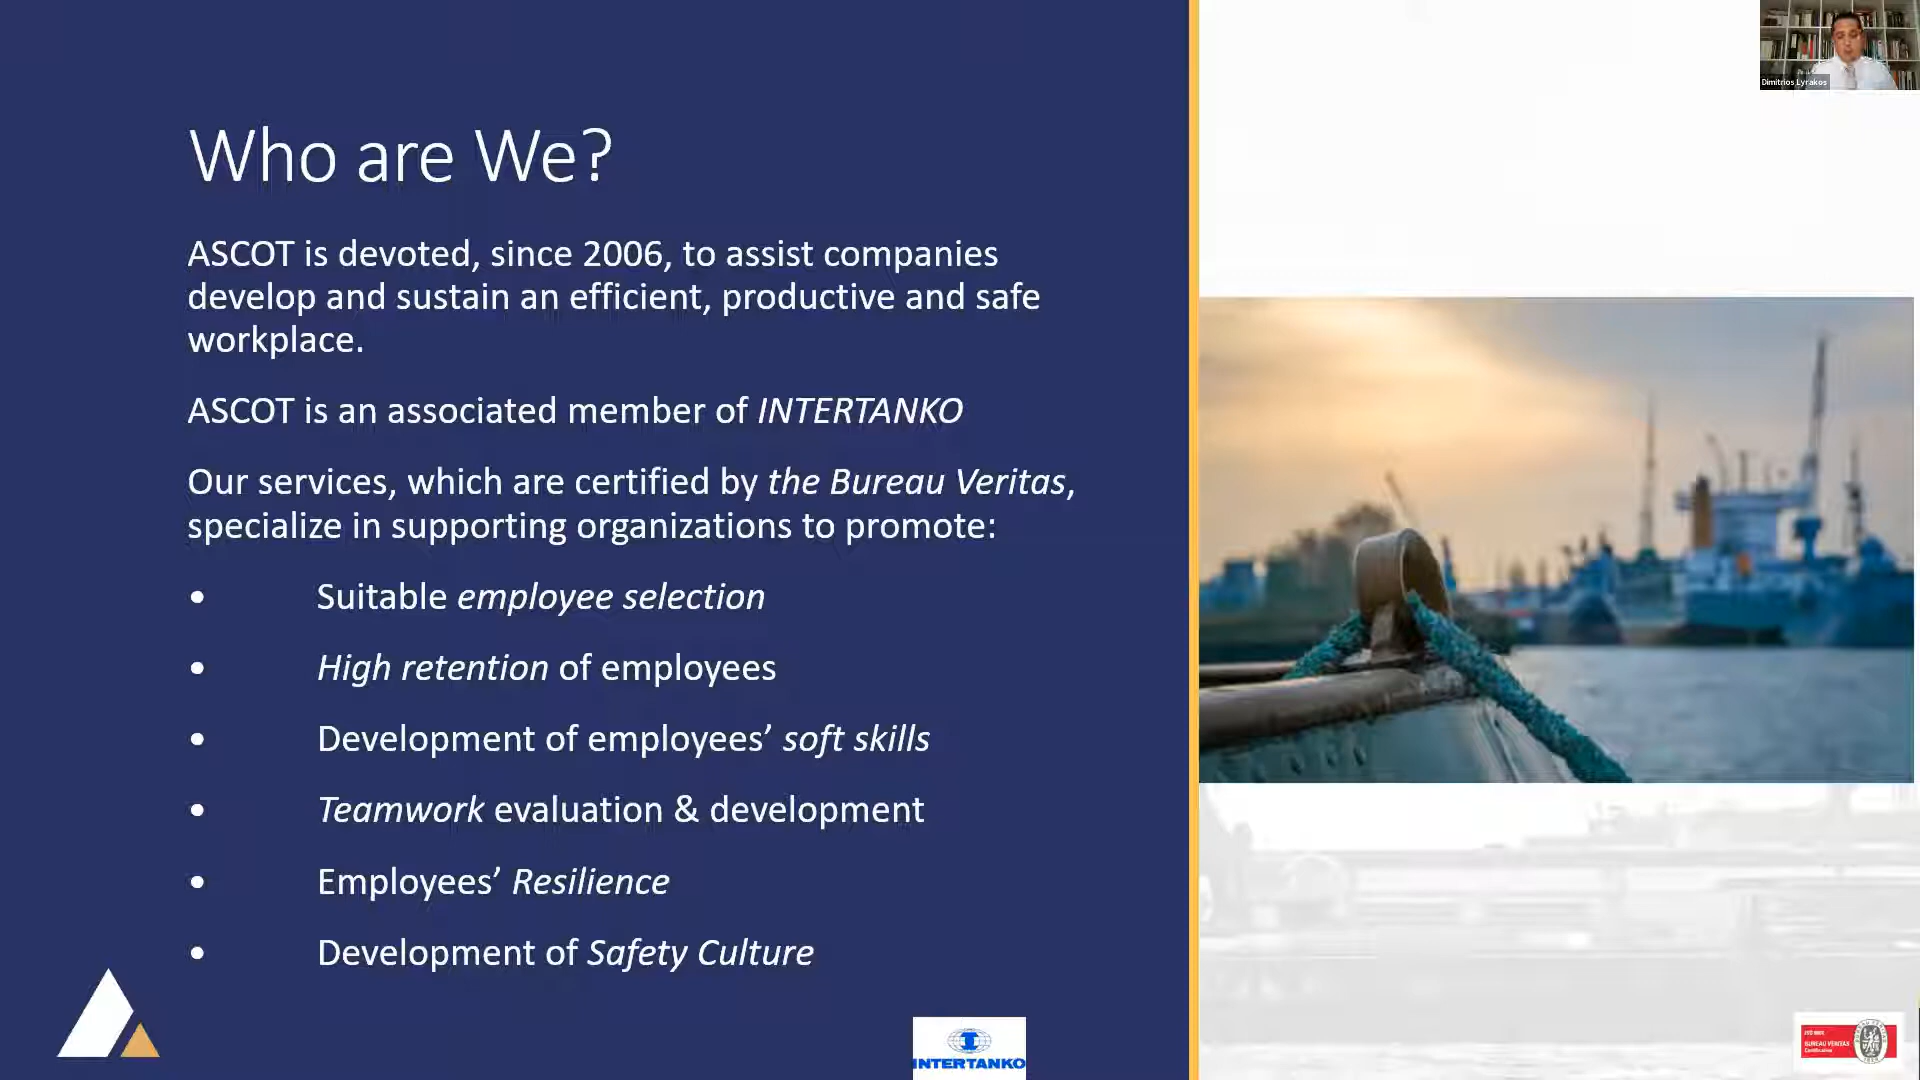 Who are We?
ASCOT is devoted, since 2006, to assist companies
develop and sustain an efficient, productive and safe
workplace.
ASCOT is an associated member of INTERTANKO
Our services, which are certified by the Bureau Veritas,
specialize in supporting organizations to promote:
• Suitable employee selection
• High retention of employees
• Development of employees’ soft skills
• Teamwork evaluation & development
• Employees’ Resilience
• Development of Safety Culture
INTERTANKO
Dimitrios Lyrakos
BUREAU VERITAS
Certification